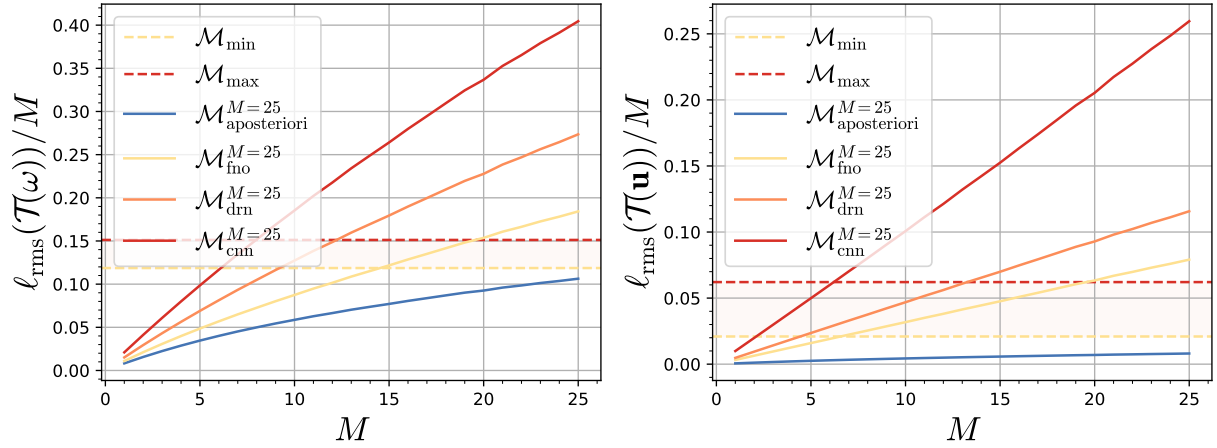 0.40
0.35
0.30
0.25
0.20
0.15
0.10
0.05
0.00
ℓrms(𝒯(ω))/M
ℳmin
ℳmax
ℳ^{M=25}_{aposteriori}
ℳ^{M=25}_{fno}
ℳ^{M=25}_{drn}
ℳ^{M=25}_{cnn}
0 5 10 15 20 25
M
0.25
0.20
0.15
0.10
0.05
0.00
ℓrms(𝒯(𝐮))/M
ℳmin
ℳmax
ℳ^{M=25}_{aposteriori}
ℳ^{M=25}_{fno}
ℳ^{M=25}_{drn}
ℳ^{M=25}_{cnn}
0 5 10 15 20 25
M